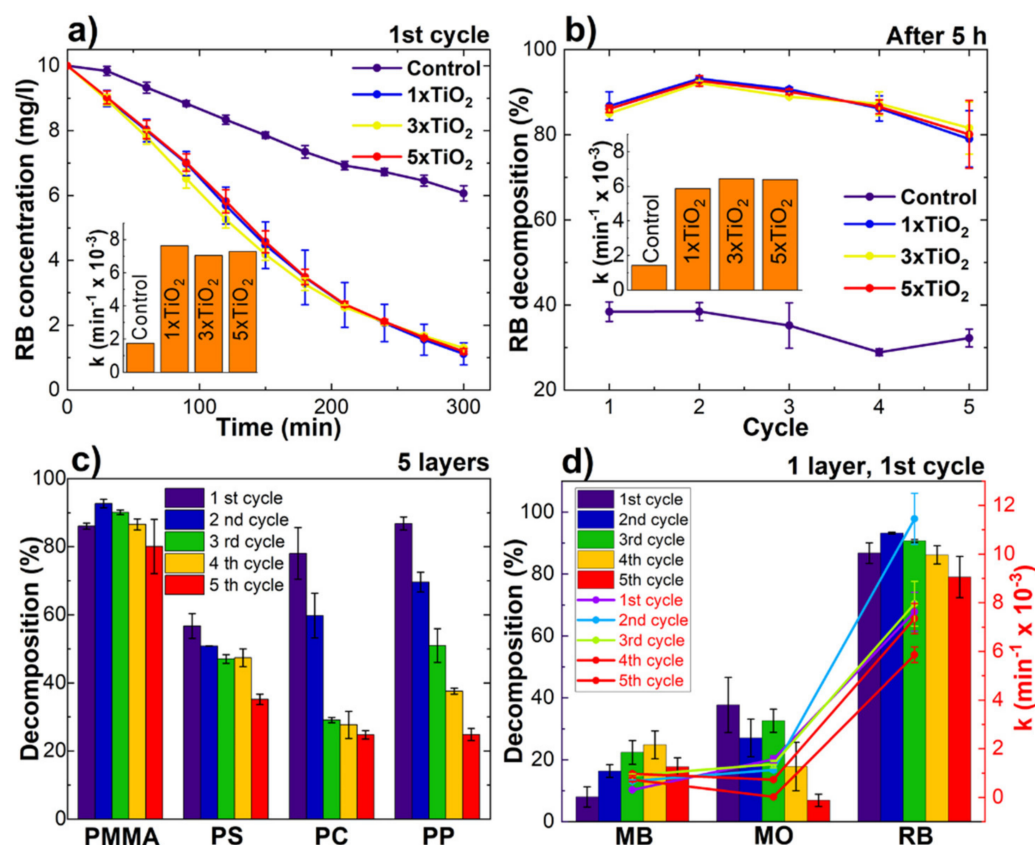 a)
1st cycle
RB concentration (mg/l)
10
8
6
4
2
0
Control
1xTiO₂
3xTiO₂
5xTiO₂
k (min⁻¹ x 10⁻³)
8
6
4
2
0
Control
1xTiO₂
3xTiO₂
5xTiO₂
0
100
200
300
Time (min)
b)
After 5 h
RB decomposition (%)
100
80
60
40
20
k (min⁻¹ x 10⁻³)
8
6
4
2
0
Control
1xTiO₂
3xTiO₂
5xTiO₂
Control
1xTiO₂
3xTiO₂
5xTiO₂
1
2
3
4
5
Cycle
c)
5 layers
Decomposition (%)
100
80
60
40
20
0
1 st cycle
2 nd cycle
3 rd cycle
4 th cycle
5 th cycle
PMMA
PS
PC
PP
d)
1 layer, 1st cycle
Decomposition (%)
100
80
60
40
20
0
1st cycle
2nd cycle
3rd cycle
4th cycle
5th cycle
1st cycle
2nd cycle
3rd cycle
4th cycle
5th cycle
12
10
8
6
4
2
0
k (min⁻¹ x 10⁻³)
MB
MO
RB